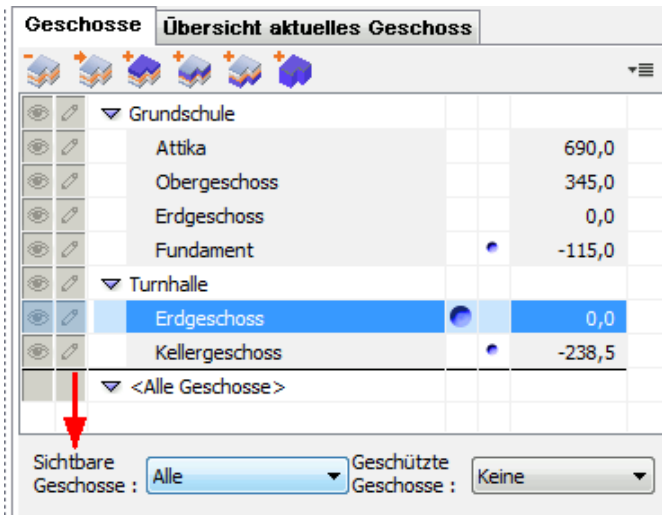 Geschosse Übersicht aktuelles Geschoss
Grundschule
Attika 690,0
Obergeschoss 345,0
Erdgeschoss 0,0
Fundament -115,0
Turnhalle
Erdgeschoss 0,0
Kellergeschoss -238,5
<Alle Geschosse>
Sichtbare Geschosse : Alle
Geschützte Geschosse : Keine